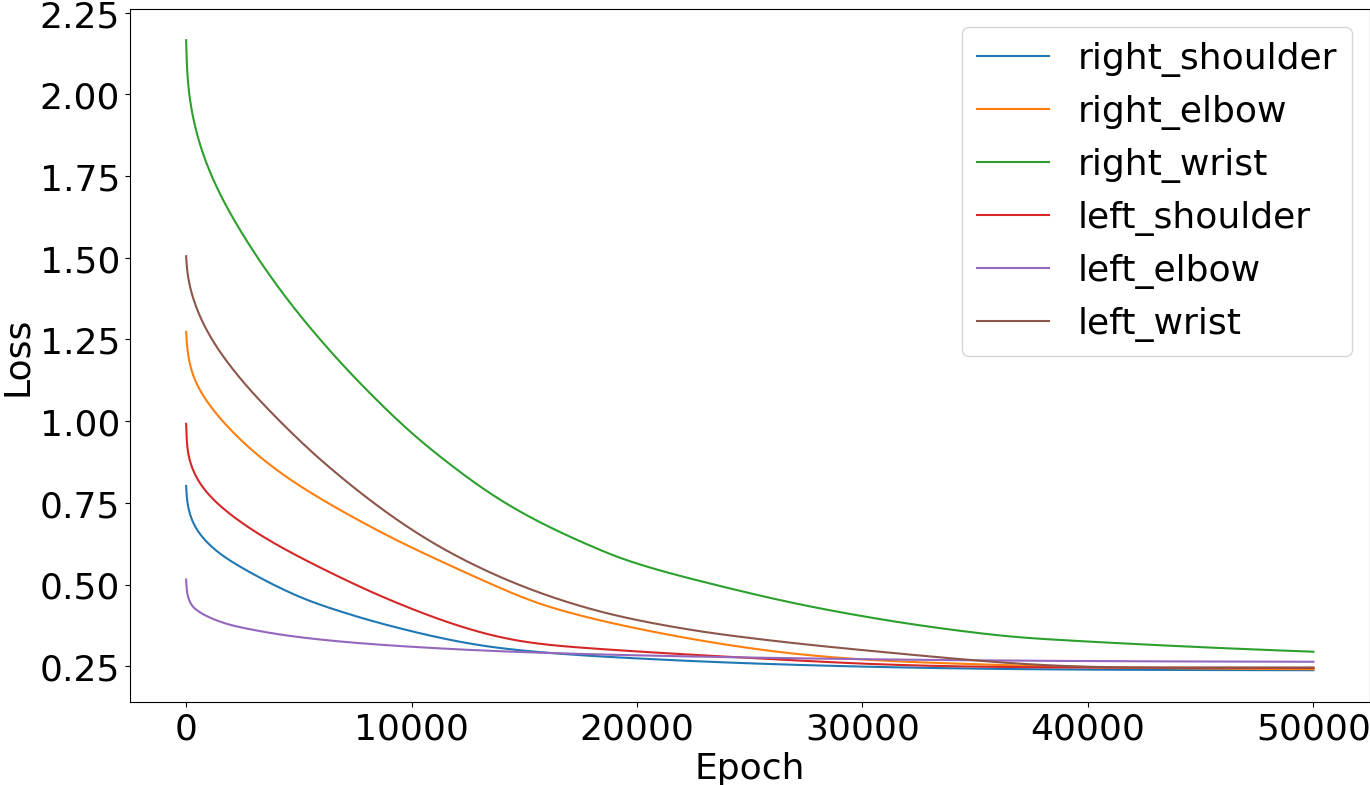 2.25
2.00
1.75
1.50
1.25
1.00
0.75
0.50
0.25
Loss
right_shoulder
right_elbow
right_wrist
left_shoulder
left_elbow
left_wrist
0 10000 20000 30000 40000 50000
Epoch